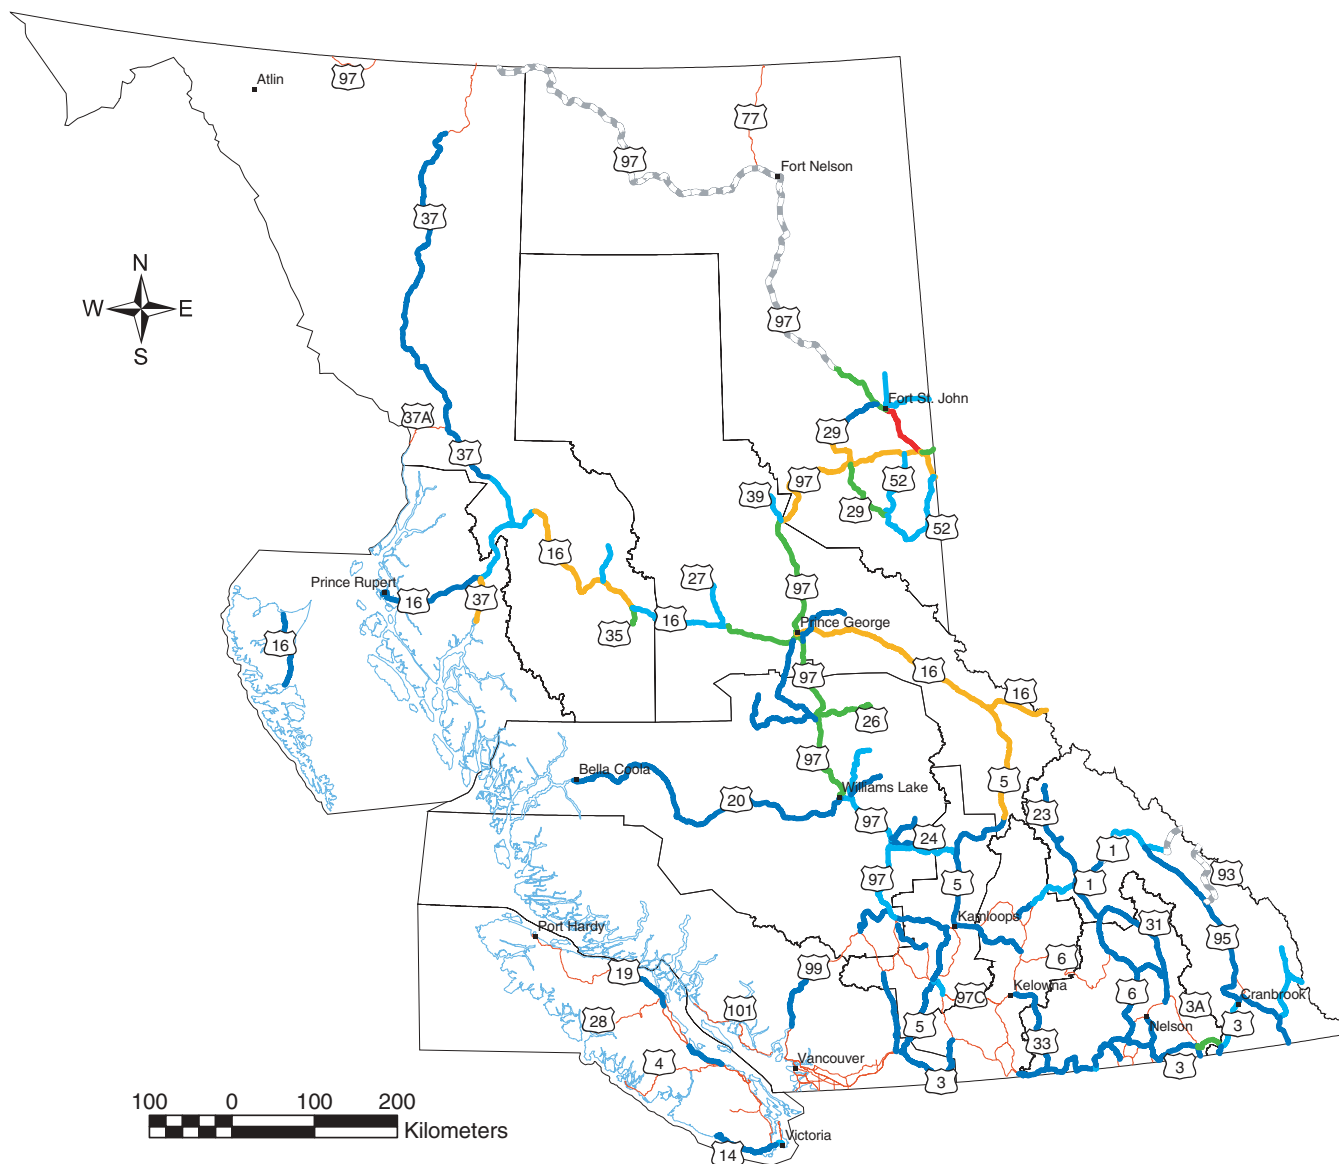 Atlin
97
77
97
Fort Nelson
37
N
W E
S
97
Fort St. John
37A
29
37
97
52
39
29
52
16
27
Prince Rupert
16
37
97
16
35
Prince George
16
97
16
16
26
97
Bella Coola
5
20
Williams Lake
23
97
24
1
93
97
5
1
Kamloops
31
Port Hardy
95
6
99
19
97C
Kelowna
6
3A
Cranbrook
101
28
5
Nelson
3
33
4
Vancouver
3
3
100 0 100 200
Kilometers
Victoria
14